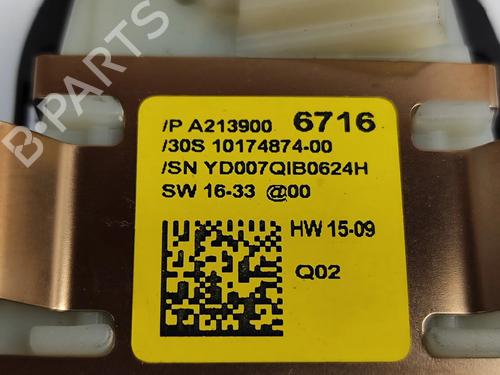 /P A213900 6716
/30S 10174874-00
/SN YD007QIB0624H
SW 16-33 @00
HW 15-09
Q02
B-PARTS